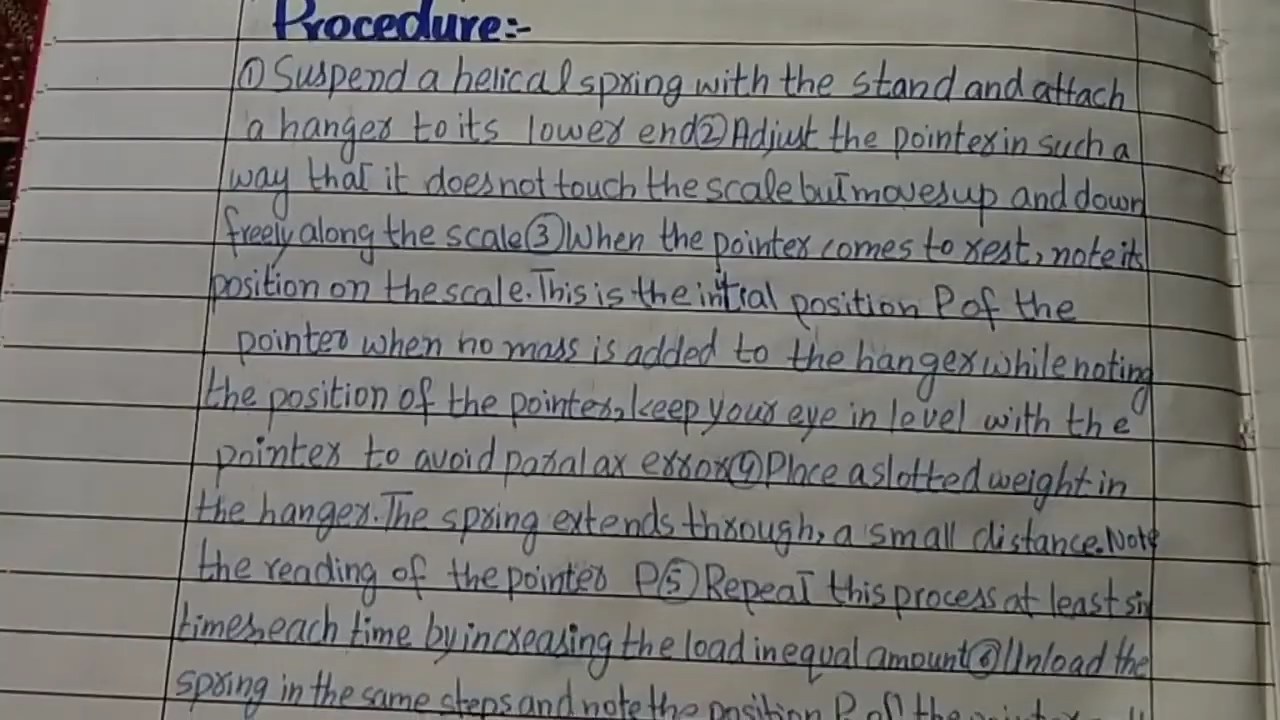 Procedure:-
① Suspend a helical spring with the stand and attach
a hanger to its lower end ② Adjust the pointer in such a
way that it does not touch the scale but moves up and down
freely along the scale ③ When the pointer comes to rest, note its
position on the scale. This is the intial position P of the
pointer when no mass is added to the hanger while noting
the position of the pointer, keep your eye in level with the
pointer to avoid paralax error ④ Place a slotted weight in
the hanger. The spring extends through, a small distance. Note
the reading of the pointer P ⑤ Repeat this process at least six
times, each time by increasing the load in equal amount ⑥ Unload the
spring in the same steps and note the position P of the pointer